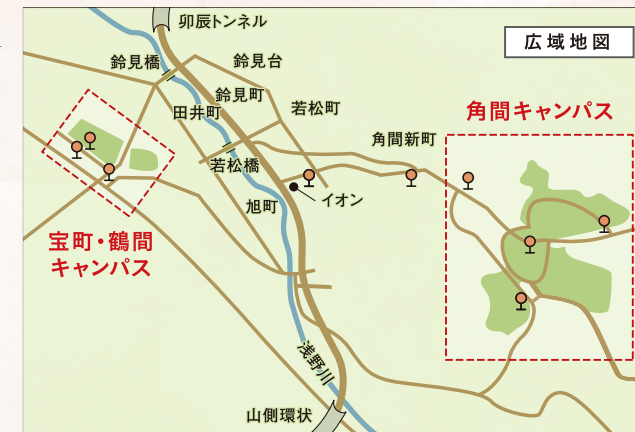 卯辰トンネル
広域地図
鈴見橋
鈴見台
鈴見町
田井町
若松町
角間キャンパス
角間新町
若松橋
旭町
イオン
宝町・鶴間
キャンパス
浅野川
山側環状